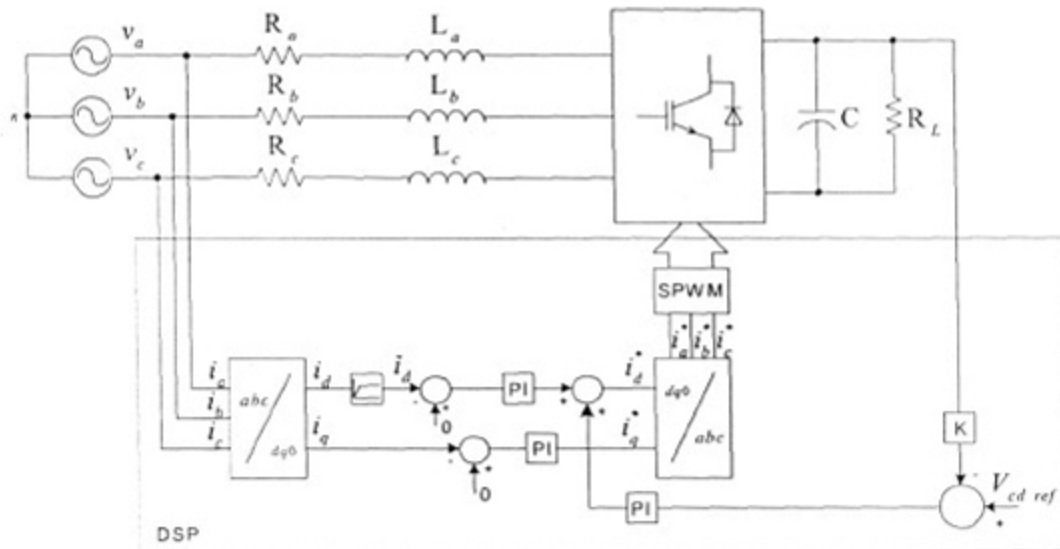 v_a
R_a
L_a
v_b
R_b
L_b
n
v_c
R_c
L_c
C
R_L
SPWM
i_a^* i_b^* i_c^*
i_a
i_b
i_c
abc
dq0
i_d
ĩ_d
-
+
0
PI
+
+
i_d^*
i_q
-
+
0
PI
i_q^*
dq0
abc
K
-
V_cd ref
+
PI
DSP